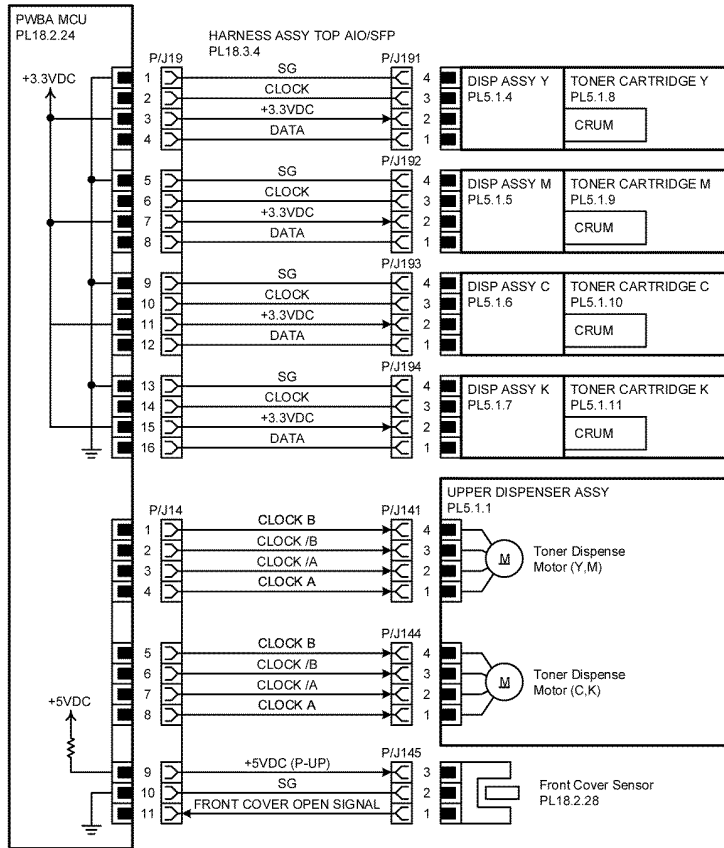 PWBA MCU
PL18.2.24
HARNESS ASSY TOP AIO/SFP
PL18.3.4
P/J19
P/J191
+3.3VDC
1 SG 4
2 CLOCK 3
3 +3.3VDC 2
4 DATA 1
DISP ASSY Y
PL5.1.4
TONER CARTRIDGE Y
PL5.1.8
CRUM
P/J192
5 SG 4
6 CLOCK 3
7 +3.3VDC 2
8 DATA 1
DISP ASSY M
PL5.1.5
TONER CARTRIDGE M
PL5.1.9
CRUM
P/J193
9 SG 4
10 CLOCK 3
11 +3.3VDC 2
12 DATA 1
DISP ASSY C
PL5.1.6
TONER CARTRIDGE C
PL5.1.10
CRUM
P/J194
13 SG 4
14 CLOCK 3
15 +3.3VDC 2
16 DATA 1
DISP ASSY K
PL5.1.7
TONER CARTRIDGE K
PL5.1.11
CRUM
UPPER DISPENSER ASSY
PL5.1.1
P/J14
P/J141
1 CLOCK B 4
2 CLOCK /B 3
3 CLOCK /A 2
4 CLOCK A 1
M
Toner Dispense
Motor (Y,M)
P/J144
5 CLOCK B 4
6 CLOCK /B 3
7 CLOCK /A 2
8 CLOCK A 1
M
Toner Dispense
Motor (C,K)
+5VDC
P/J145
9 +5VDC (P-UP) 3
10 SG 2
11 FRONT COVER OPEN SIGNAL 1
Front Cover Sensor
PL18.2.28